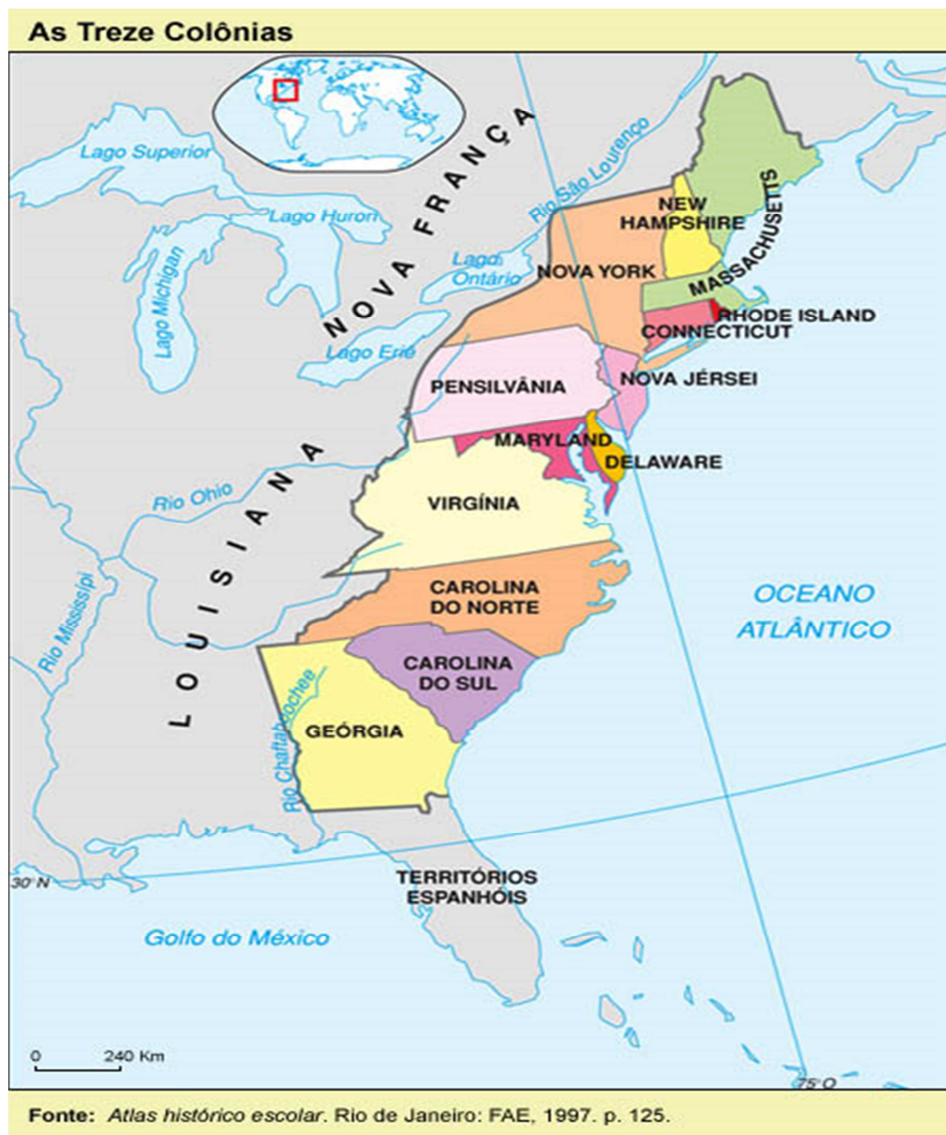 As Treze Colônias
Lago Superior
NOVA FRANÇA
Rio São Lourenço
Lago Huron
NEW
HAMPSHIRE
MASSACHUSETTS
Lago Michigan
Lago
Ontário
NOVA YORK
RHODE ISLAND
CONNECTICUT
Lago Erié
PENSILVÂNIA
NOVA JÉRSEI
MARYLAND
DELAWARE
LOUISIANA
Rio Ohio
VIRGÍNIA
Rio Mississípi
CAROLINA
DO NORTE
OCEANO
ATLÂNTICO
CAROLINA
DO SUL
Rio Chaftahoochee
GEÓRGIA
30° N
TERRITÓRIOS
ESPANHÓIS
Golfo do México
0 240 Km
75° O
Fonte: Atlas histórico escolar. Rio de Janeiro: FAE, 1997. p. 125.